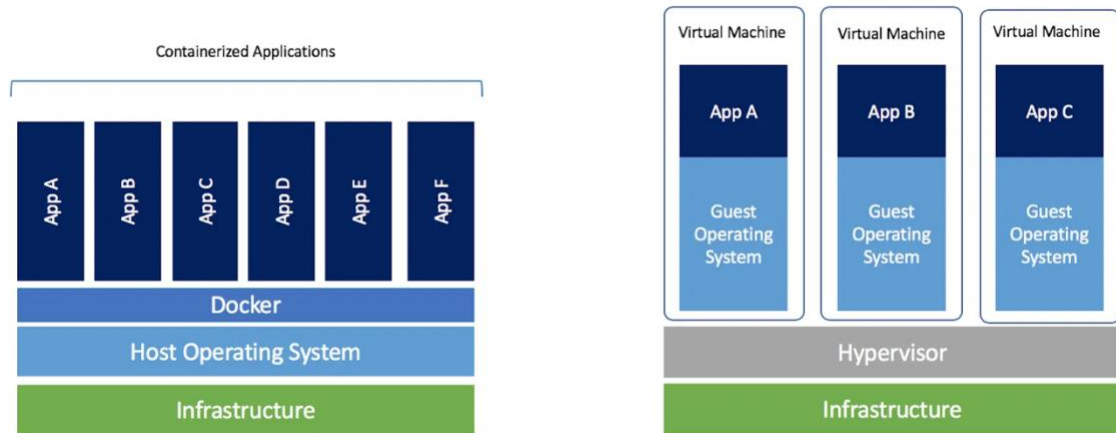 Containerized Applications
App A
App B
App C
App D
App E
App F
Docker
Host Operating System
Infrastructure
Virtual Machine
App A
Guest
Operating
System
Virtual Machine
App B
Guest
Operating
System
Virtual Machine
App C
Guest
Operating
System
Hypervisor
Infrastructure